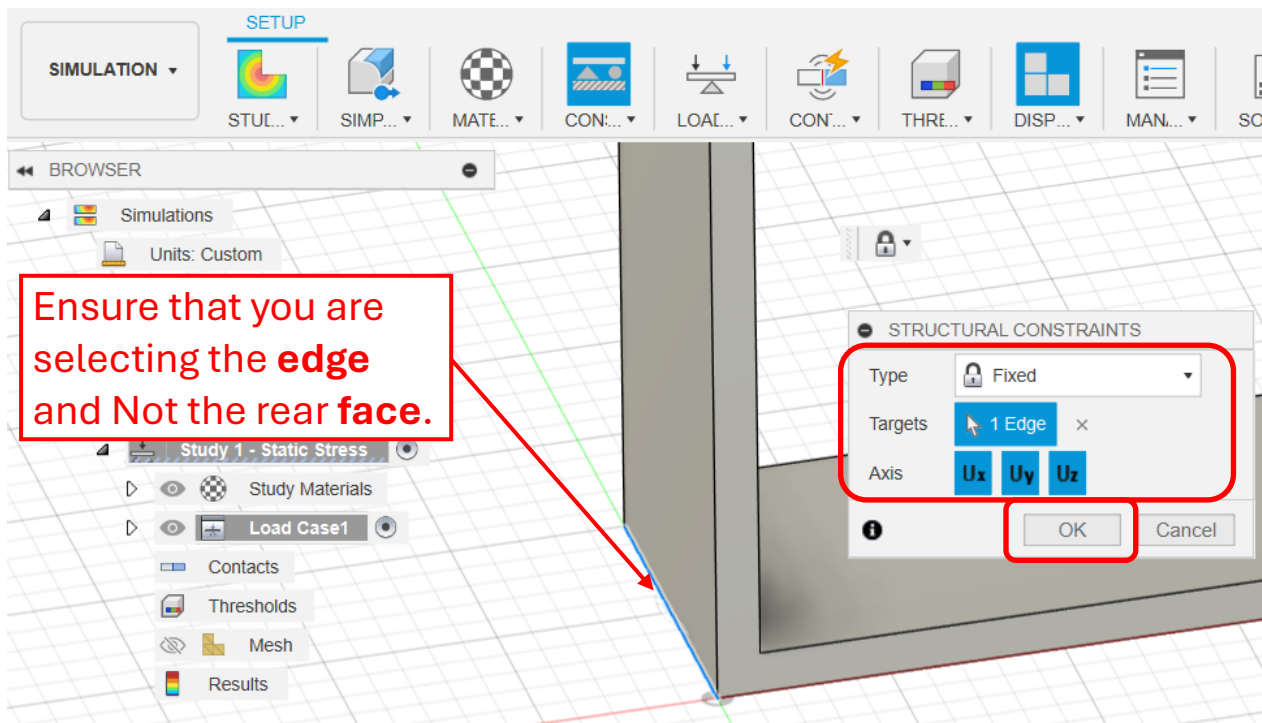 SETUP
SIMULATION
STUI... SIMP... MATE... CON:... LOAI... CON'... THRE... DISP... MAN.... SO
BROWSER
Simulations
Units: Custom
Ensure that you are
selecting the edge
and Not the rear face.
Study 1 - Static Stress
Study Materials
Load Case1
Contacts
Thresholds
Mesh
Results
STRUCTURAL CONSTRAINTS
Type Fixed
Targets 1 Edge ×
Axis Ux Uy Uz
OK Cancel